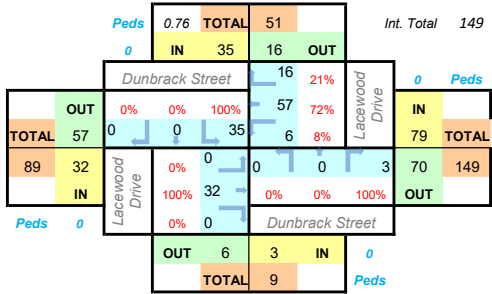 Peds 0.76 TOTAL 51 Int. Total 149
0 IN 35 16 OUT
Dunbrack Street 16 21% Lacewood Drive 0 Peds
OUT 0% 0% 100% 57 72% IN
TOTAL 57 0 0 35 6 8% 79 TOTAL
89 32 Lacewood Drive 0% 0 0 0 3 70 149
IN 100% 32 0% 0% 100% OUT
Peds 0 0% 0 Dunbrack Street
OUT 6 3 IN 0
TOTAL 9 Peds